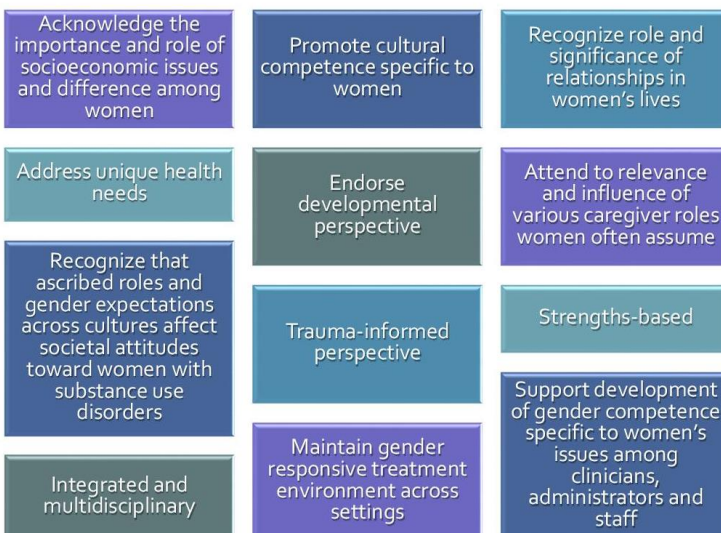 Acknowledge the
importance and role of
socioeconomic issues
and difference among
women
Promote cultural
competence specific to
women
Recognize role and
significance of
relationships in
women's lives
Address unique health
needs
Endorse
developmental
perspective
Attend to relevance
and influence of
various caregiver roles
women often assume
Recognize that
ascribed roles and
gender expectations
across cultures affect
societal attitudes
toward women with
substance use
disorders
Trauma-informed
perspective
Strengths-based
Integrated and
multidisciplinary
Maintain gender
responsive treatment
environment across
settings
Support development
of gender competence
specific to women's
issues among
clinicians,
administrators and
staff